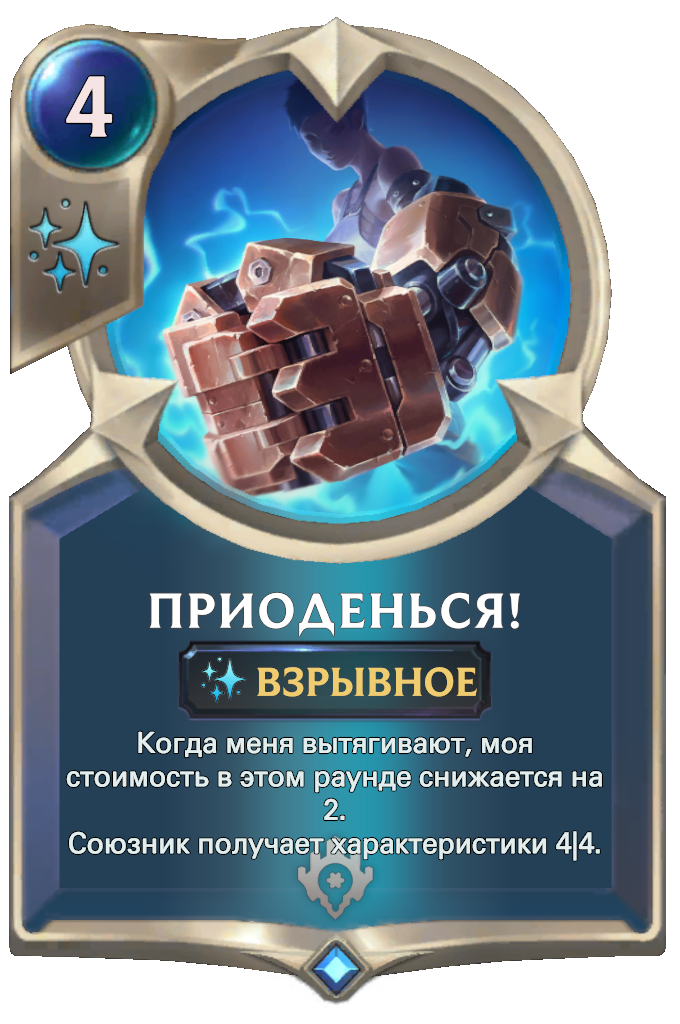 4
ПРИОДЕНЬСЯ!
ВЗРЫВНОЕ
Когда меня вытягивают, моя
стоимость в этом раунде снижается на
2.
Союзник получает характеристики 4|4.